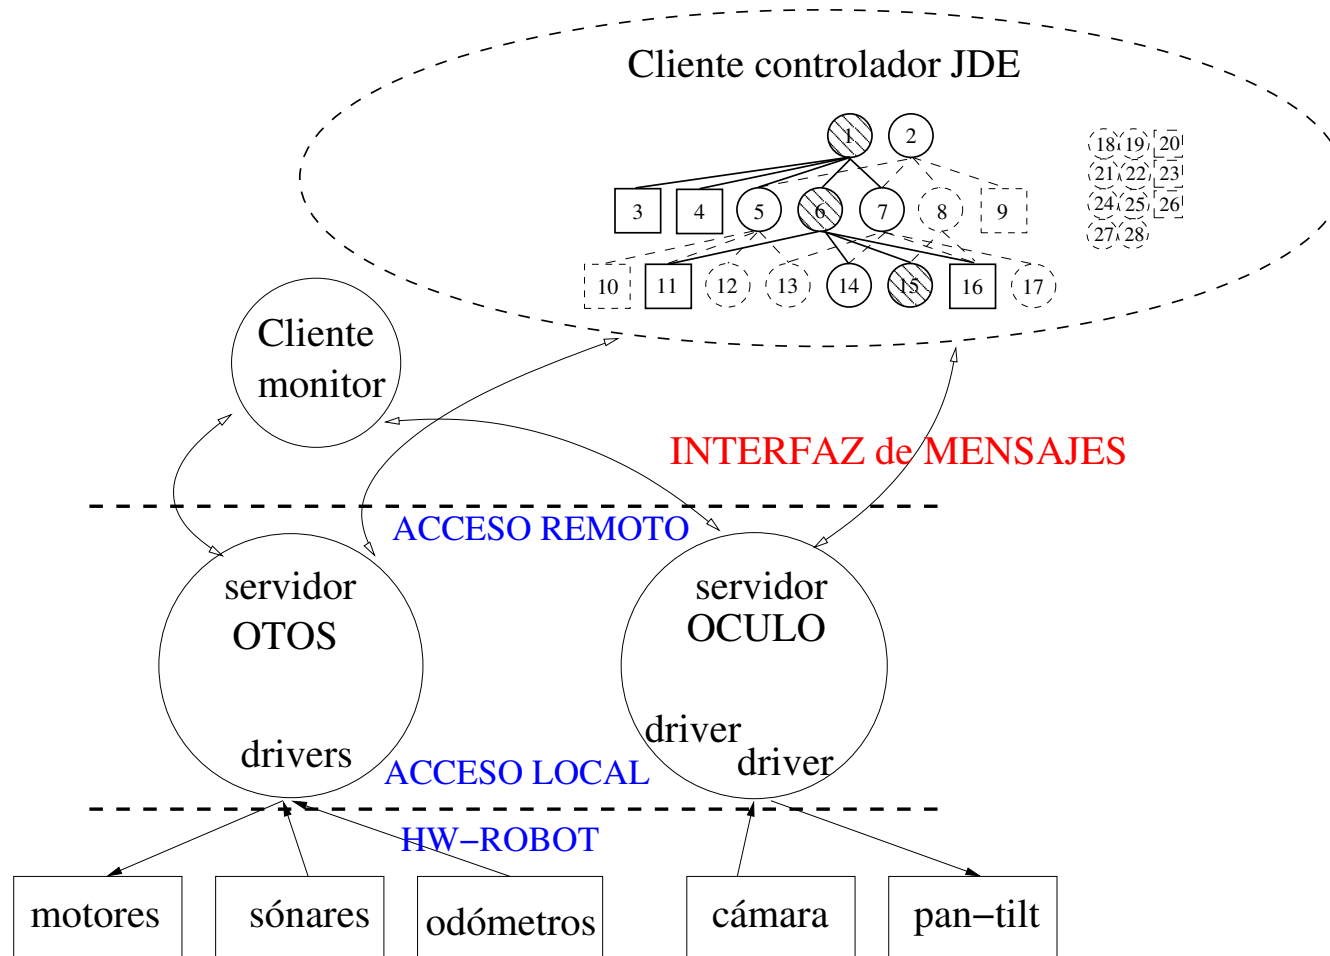 Cliente controlador JDE
1 2
18 19 20
21 22 23
3 4 5 6 7 8 9
24 25 26
27 28
10 11 12 13 14 15 16 17
Cliente
monitor
INTERFAZ de MENSAJES
ACCESO REMOTO
servidor
OTOS
servidor
OCULO
drivers
driver
driver
ACCESO LOCAL
HW−ROBOT
motores
sónares
odómetros
cámara
pan−tilt